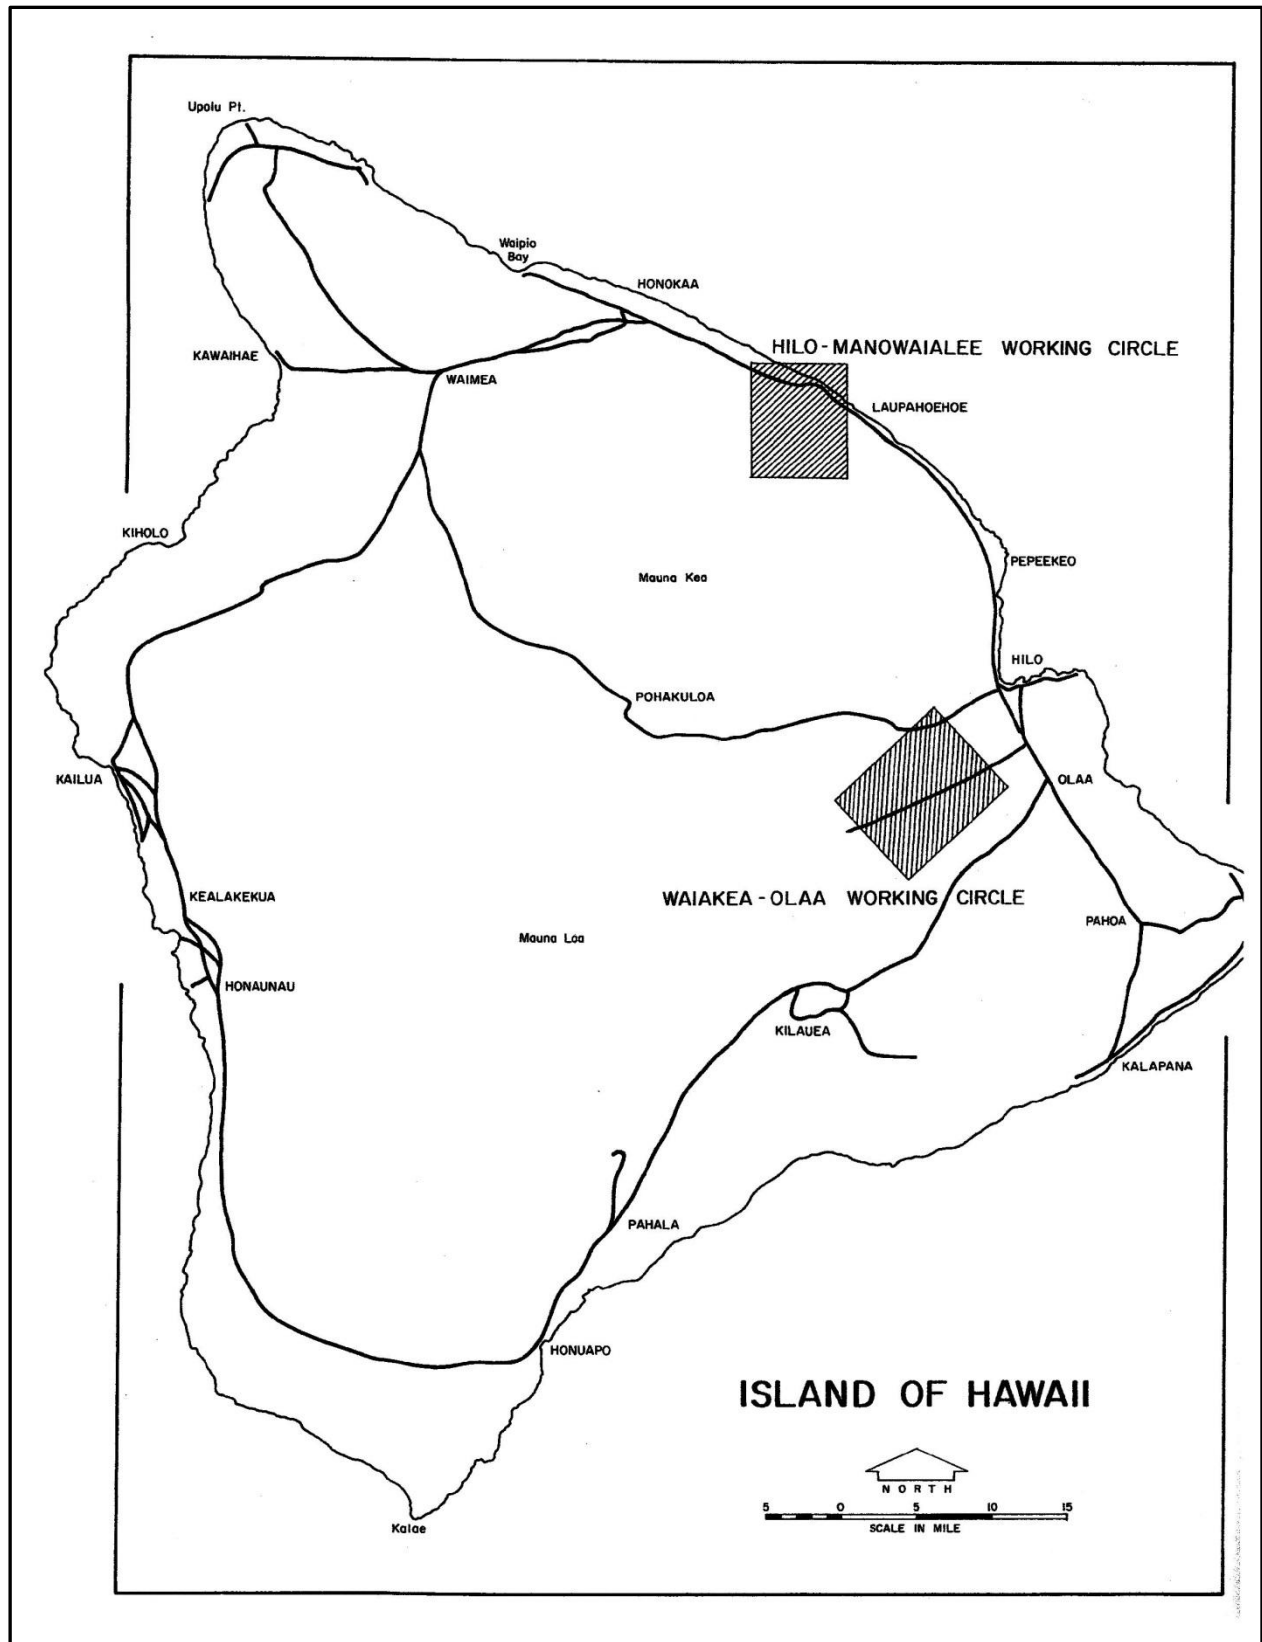 Upolu Pt.
Waipio
Bay
HONOKAA
HILO-MANOWAIALEE WORKING CIRCLE
KAWAIHAE
WAIMEA
LAUPAHOEHOE
KIHOLO
PEPEEKEO
Mauna Kea
HILO
POHAKULOA
KAILUA
OLAA
KEALAKEKUA
WAIAKEA-OLAA WORKING CIRCLE
PAHOA
Mauna Loa
HONAUNAU
KILAUEA
KALAPANA
PAHALA
HONUAPO
ISLAND OF HAWAII
NORTH
5 0 5 10 15
SCALE IN MILE
Kalae